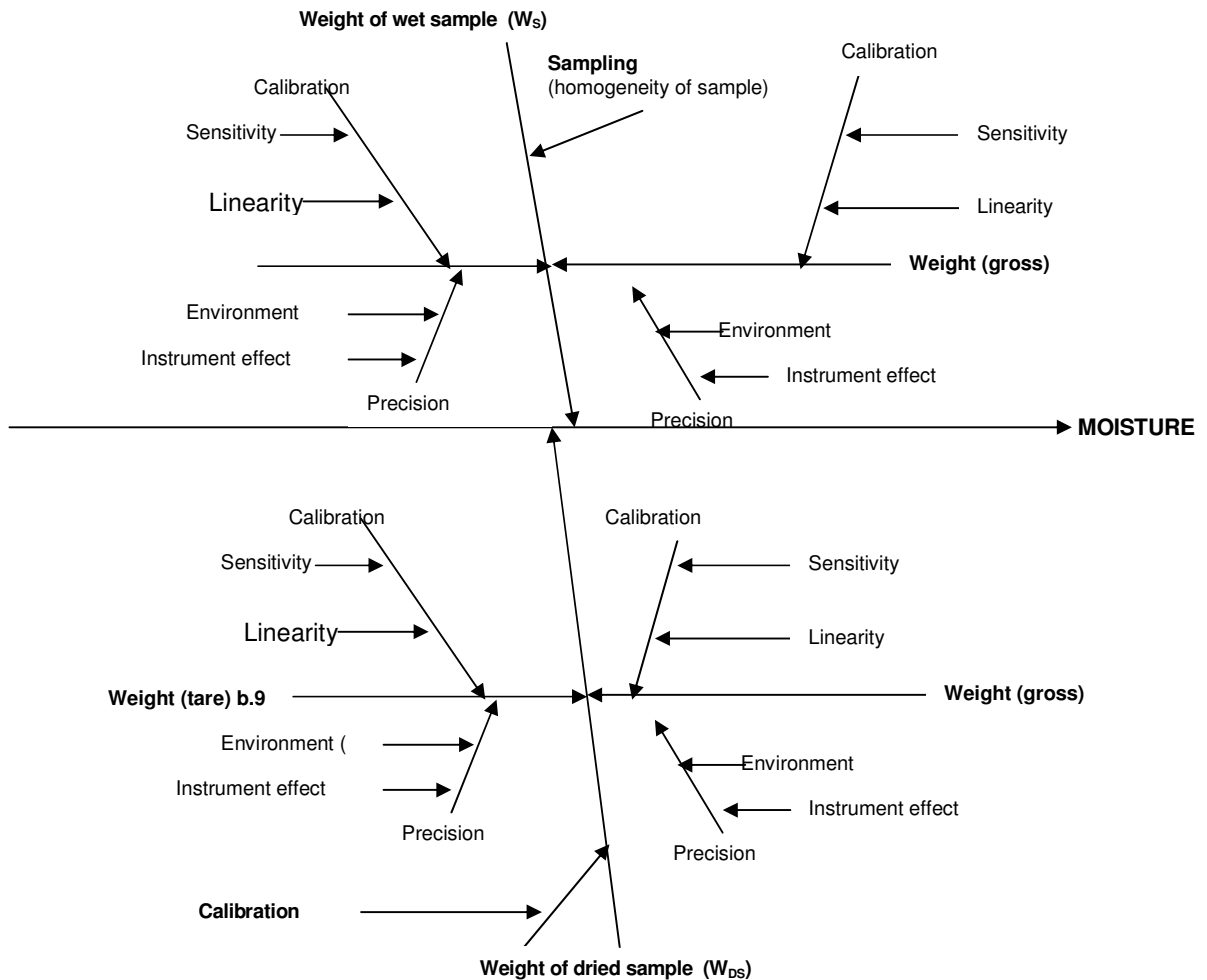 Weight of wet sample (WS)
Calibration
Sampling
(homogeneity of sample)
Calibration
Sensitivity
Sensitivity
Linearity
Linearity
Weight (gross)
Environment
Environment
Instrument effect
Instrument effect
Precision
Precision
MOISTURE
Calibration
Calibration
Sensitivity
Sensitivity
Linearity
Linearity
Weight (tare) b.9
Weight (gross)
Environment (
Environment
Instrument effect
Instrument effect
Precision
Precision
Calibration
Weight of dried sample (WDS)